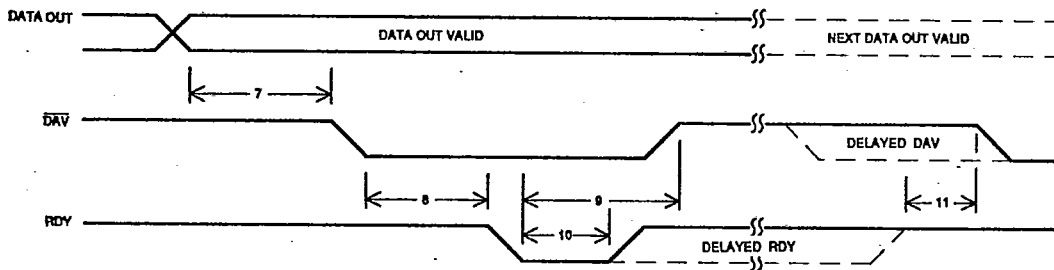 DATA OUT
DATA OUT VALID
NEXT DATA OUT VALID
7
DAV
DELAYED DAV
8
9
11
RDY
10
DELAYED RDY